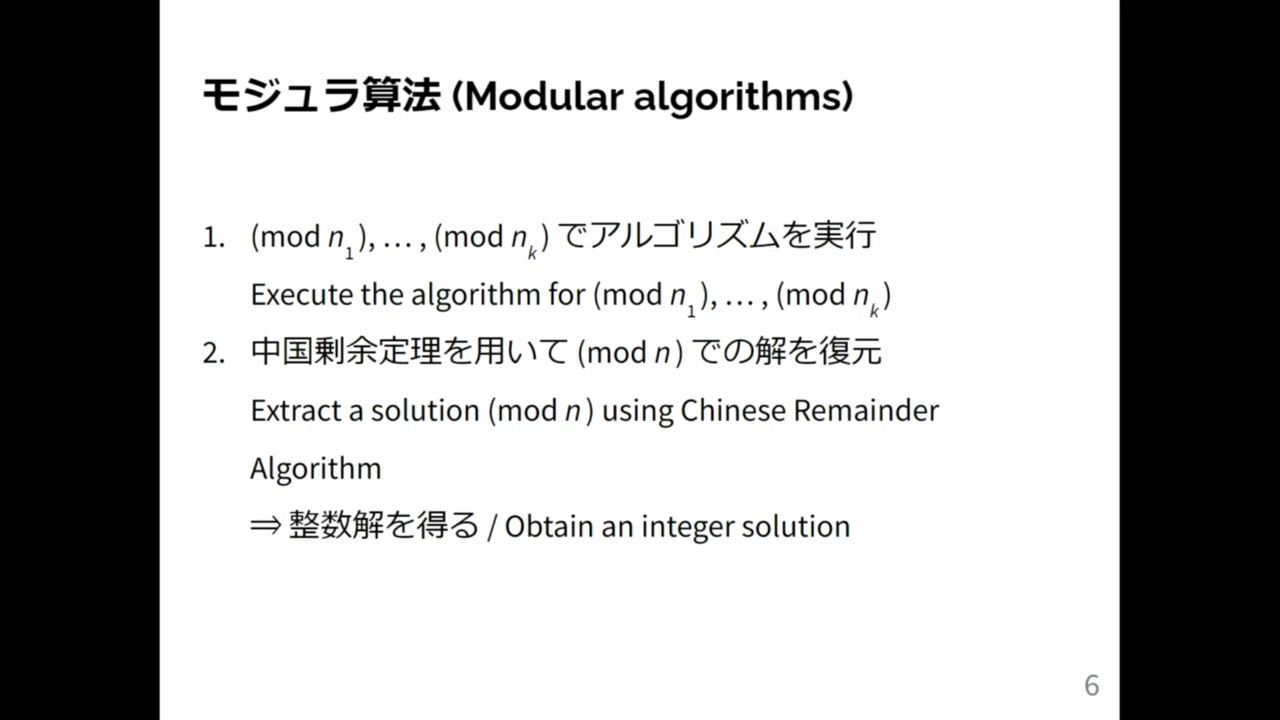 モジュラ算法 (Modular algorithms)
1. (mod n₁), … , (mod nₖ) でアルゴリズムを実行
Execute the algorithm for (mod n₁), … , (mod nₖ)
2. 中国剰余定理を用いて (mod n) での解を復元
Extract a solution (mod n) using Chinese Remainder
Algorithm
⇒ 整数解を得る / Obtain an integer solution
6